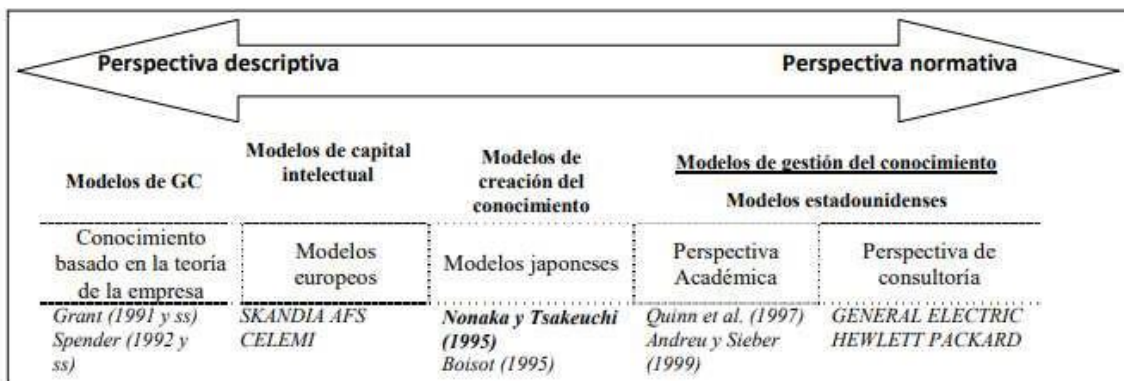 Perspectiva descriptiva
Perspectiva normativa
Modelos de GC
Modelos de capital
intelectual
Modelos de
creación del
conocimiento
Modelos de gestión del conocimiento
Modelos estadounidenses
Conocimiento
basado en la teoría
de la empresa
Modelos
europeos
Modelos japoneses
Perspectiva
Académica
Perspectiva de
consultoría
Grant (1991 y ss)
Spender (1992 y
ss)
SKANDIA AFS
CELEMI
Nonaka y Tsakeuchi
(1995)
Boisot (1995)
Quinn et al. (1997)
Andreu y Sieber
(1999)
GENERAL ELECTRIC
HEWLETT PACKARD